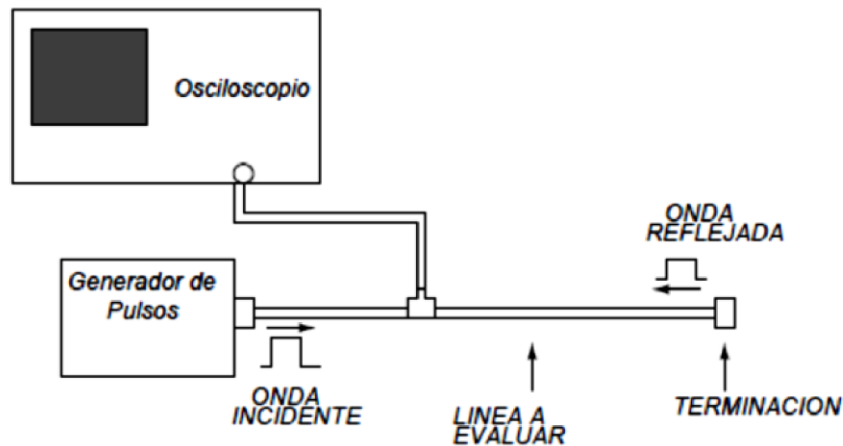 Osciloscopio
Generador de
Pulsos
ONDA
INCIDENTE
ONDA
REFLEJADA
LINEA A
EVALUAR
TERMINACION